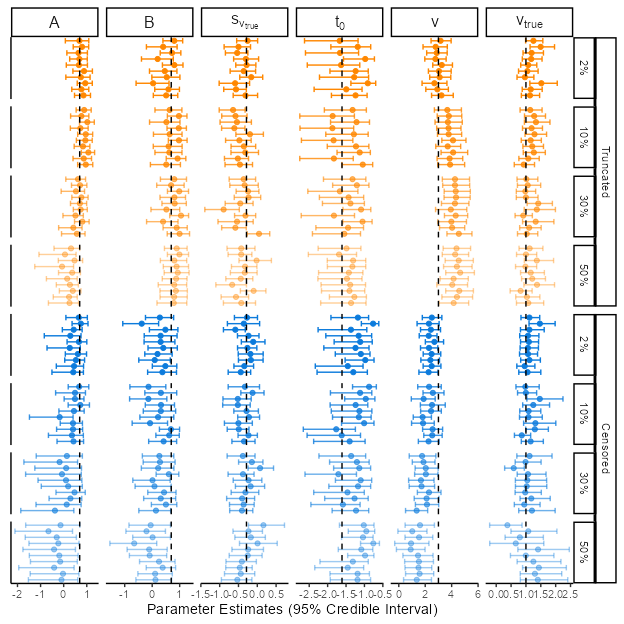 A B sv_true t0 v v_true
2%
10%
30%
50%
Truncated
2%
10%
30%
50%
Censored
-2 -1 0 1 -1 0 1 -1.5 -1.0 -0.5 0.0 0.5 -2.5 -2.0 -1.5 -1.0 -0.5 0 2 4 6 0.0 0.5 1.0 1.5 2.0 2.5
Parameter Estimates (95% Credible Interval)